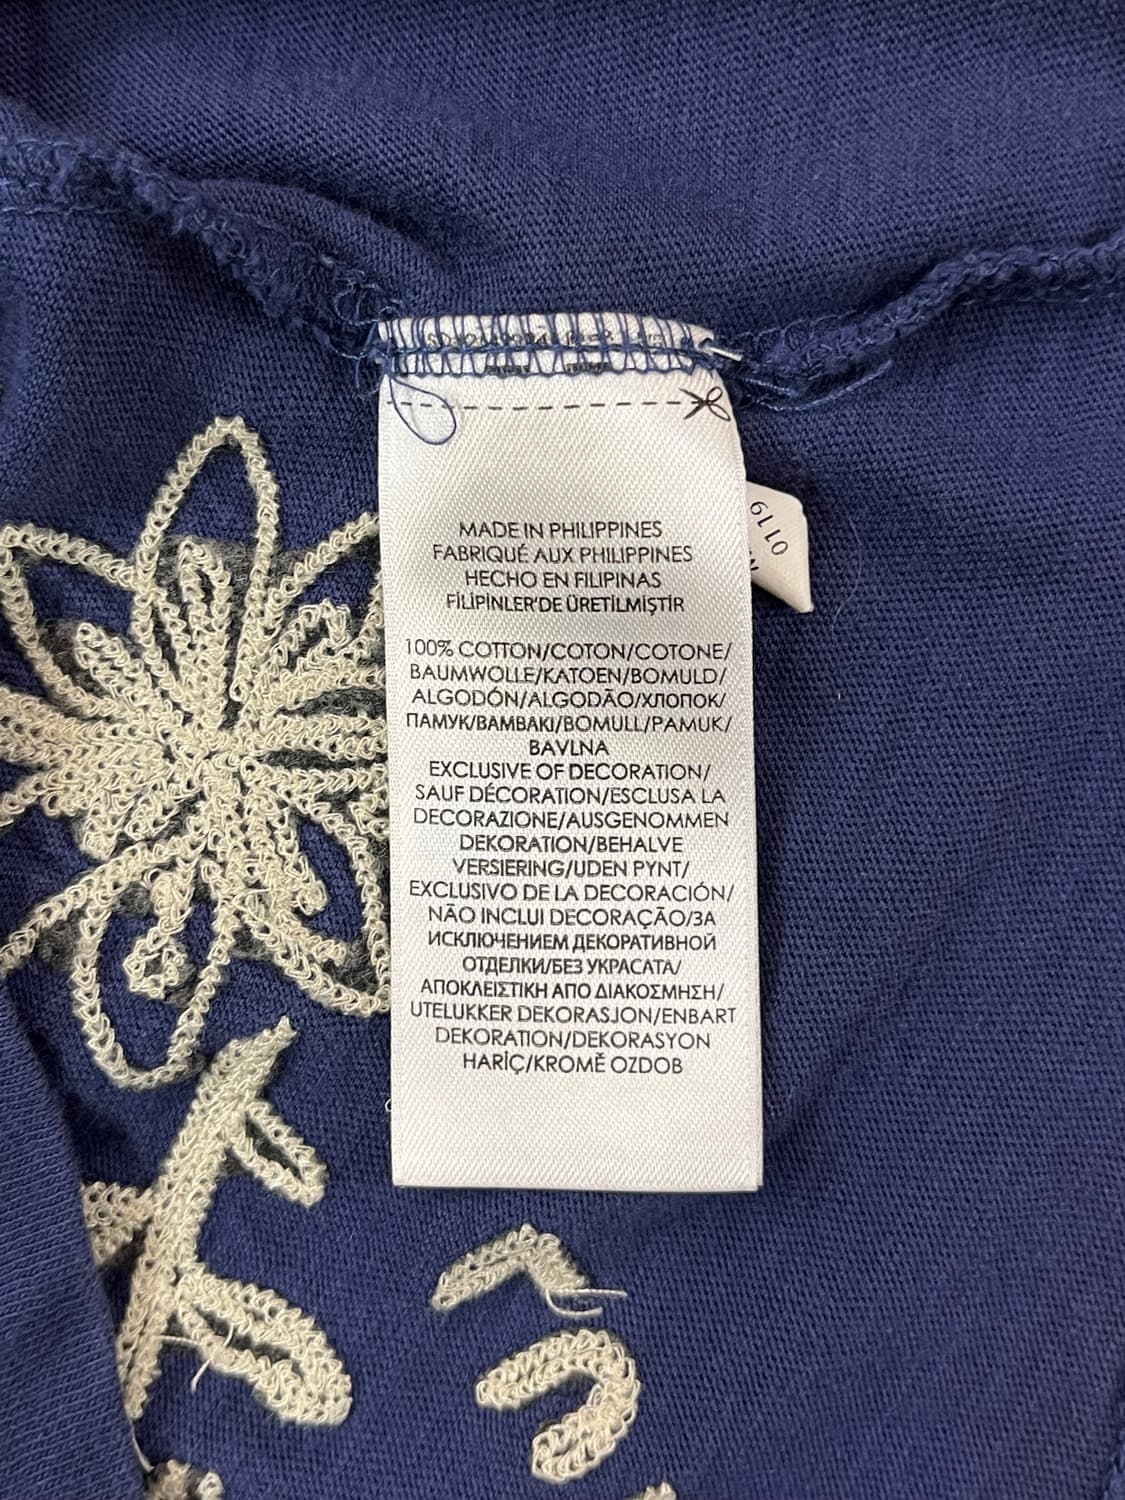 MADE IN PHILIPPINES
FABRIQUÉ AUX PHILIPPINES
HECHO EN FILIPINAS
FİLİPİNLER'DE ÜRETİLMİŞTİR
100% COTTON/COTON/COTONE/
BAUMWOLLE/KATOEN/BOMULD/
ALGODÓN/ALGODÃO/ХЛОПОК/
ПАМУК/ΒΑΜΒΑΚΙ/BOMULL/PAMUK/
BAVLNA
EXCLUSIVE OF DECORATION/
SAUF DÉCORATION/ESCLUSA LA
DECORAZIONE/AUSGENOMMEN
DEKORATION/BEHALVE
VERSIERING/UDEN PYNT/
EXCLUSIVO DE LA DECORACIÓN/
NÃO INCLUI DECORAÇÃO/ЗА
ИСКЛЮЧЕНИЕМ ДЕКОРАТИВНОЙ
ОТДЕЛКИ/БЕЗ УКРАСАТА/
ΑΠΟΚΛΕΙΣΤΙΚΗ ΑΠΟ ΔΙΑΚΟΣΜΗΣΗ/
UTELUKKER DEKORASJON/ENBART
DEKORATION/DEKORASYON
HARİÇ/KROMĚ OZDOB
0119